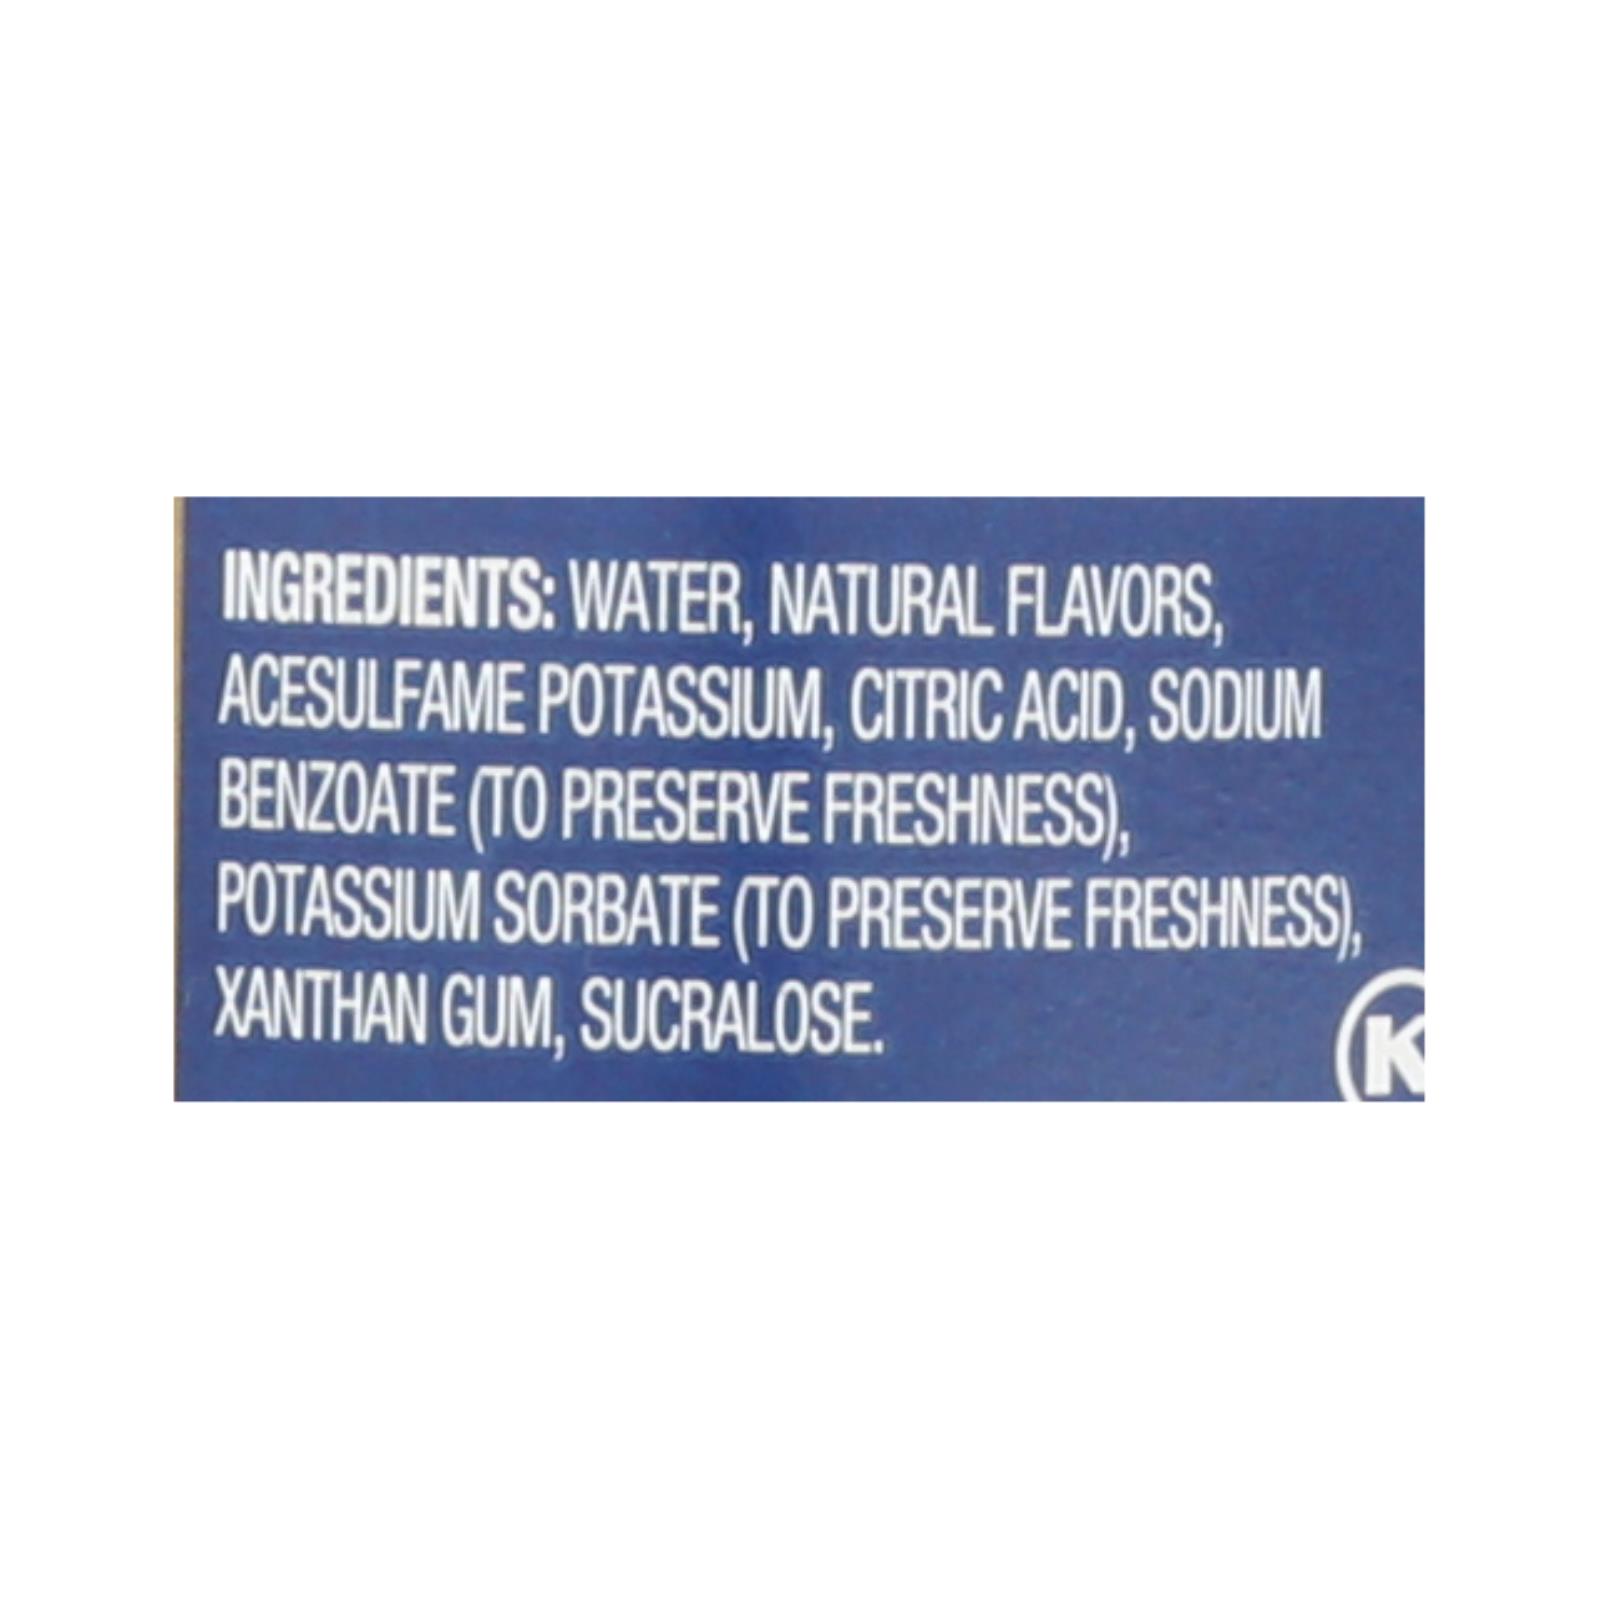 INGREDIENTS: WATER, NATURAL FLAVORS,
ACESULFAME POTASSIUM, CITRIC ACID, SODIUM
BENZOATE (TO PRESERVE FRESHNESS),
POTASSIUM SORBATE (TO PRESERVE FRESHNESS),
XANTHAN GUM, SUCRALOSE.
K